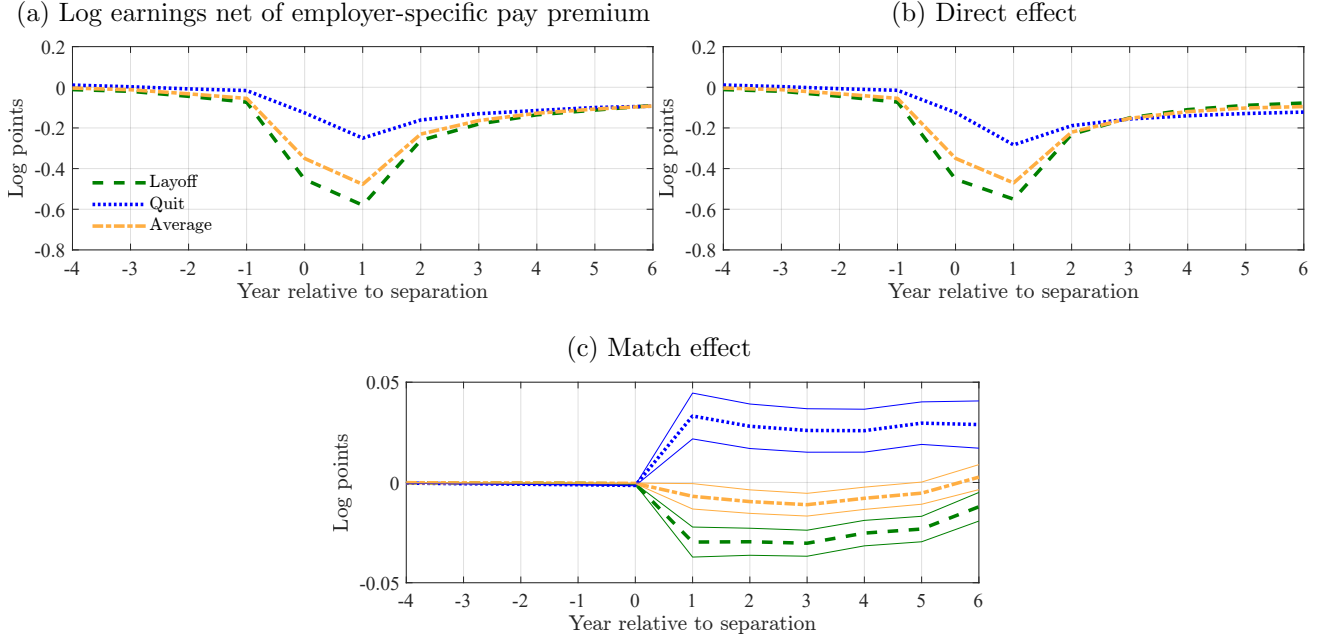 (a) Log earnings net of employer-specific pay premium
0.2
0
-0.2
-0.4
-0.6
-0.8
Log points
Layoff
Quit
Average
-4 -3 -2 -1 0 1 2 3 4 5 6
Year relative to separation
(b) Direct effect
0.2
0
-0.2
-0.4
-0.6
-0.8
Log points
-4 -3 -2 -1 0 1 2 3 4 5 6
Year relative to separation
(c) Match effect
0.05
0
-0.05
Log points
-4 -3 -2 -1 0 1 2 3 4 5 6
Year relative to separation